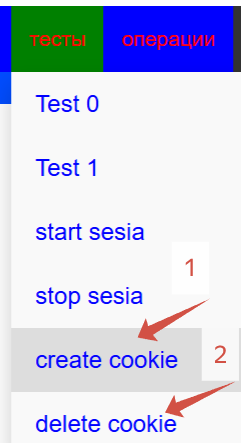 тесты операции
Test 0
Test 1
start sesia
1
stop sesia
2
create cookie
delete cookie